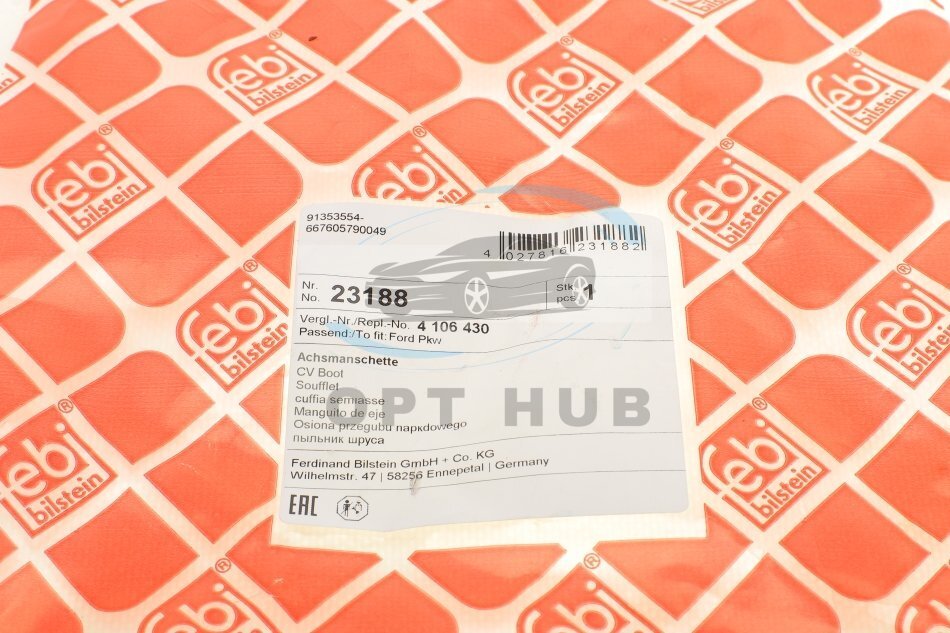 febi
bilstein
91353554-
667605790049
4 027816 231882
Nr.
No. 23188
Stk.
pcs. 1
Vergl.-Nr./Repl.-No. 4 106 430
Passend:/To fit: Ford Pkw
Achsmanschette
CV Boot
Soufflet
cuffia semiasse
Manguito de eje
Osiona przegubu napędowego
пыльник шруса
OPT HUB
Ferdinand Bilstein GmbH + Co. KG
Wilhelmstr. 47 | 58256 Ennepetal | Germany
EAC